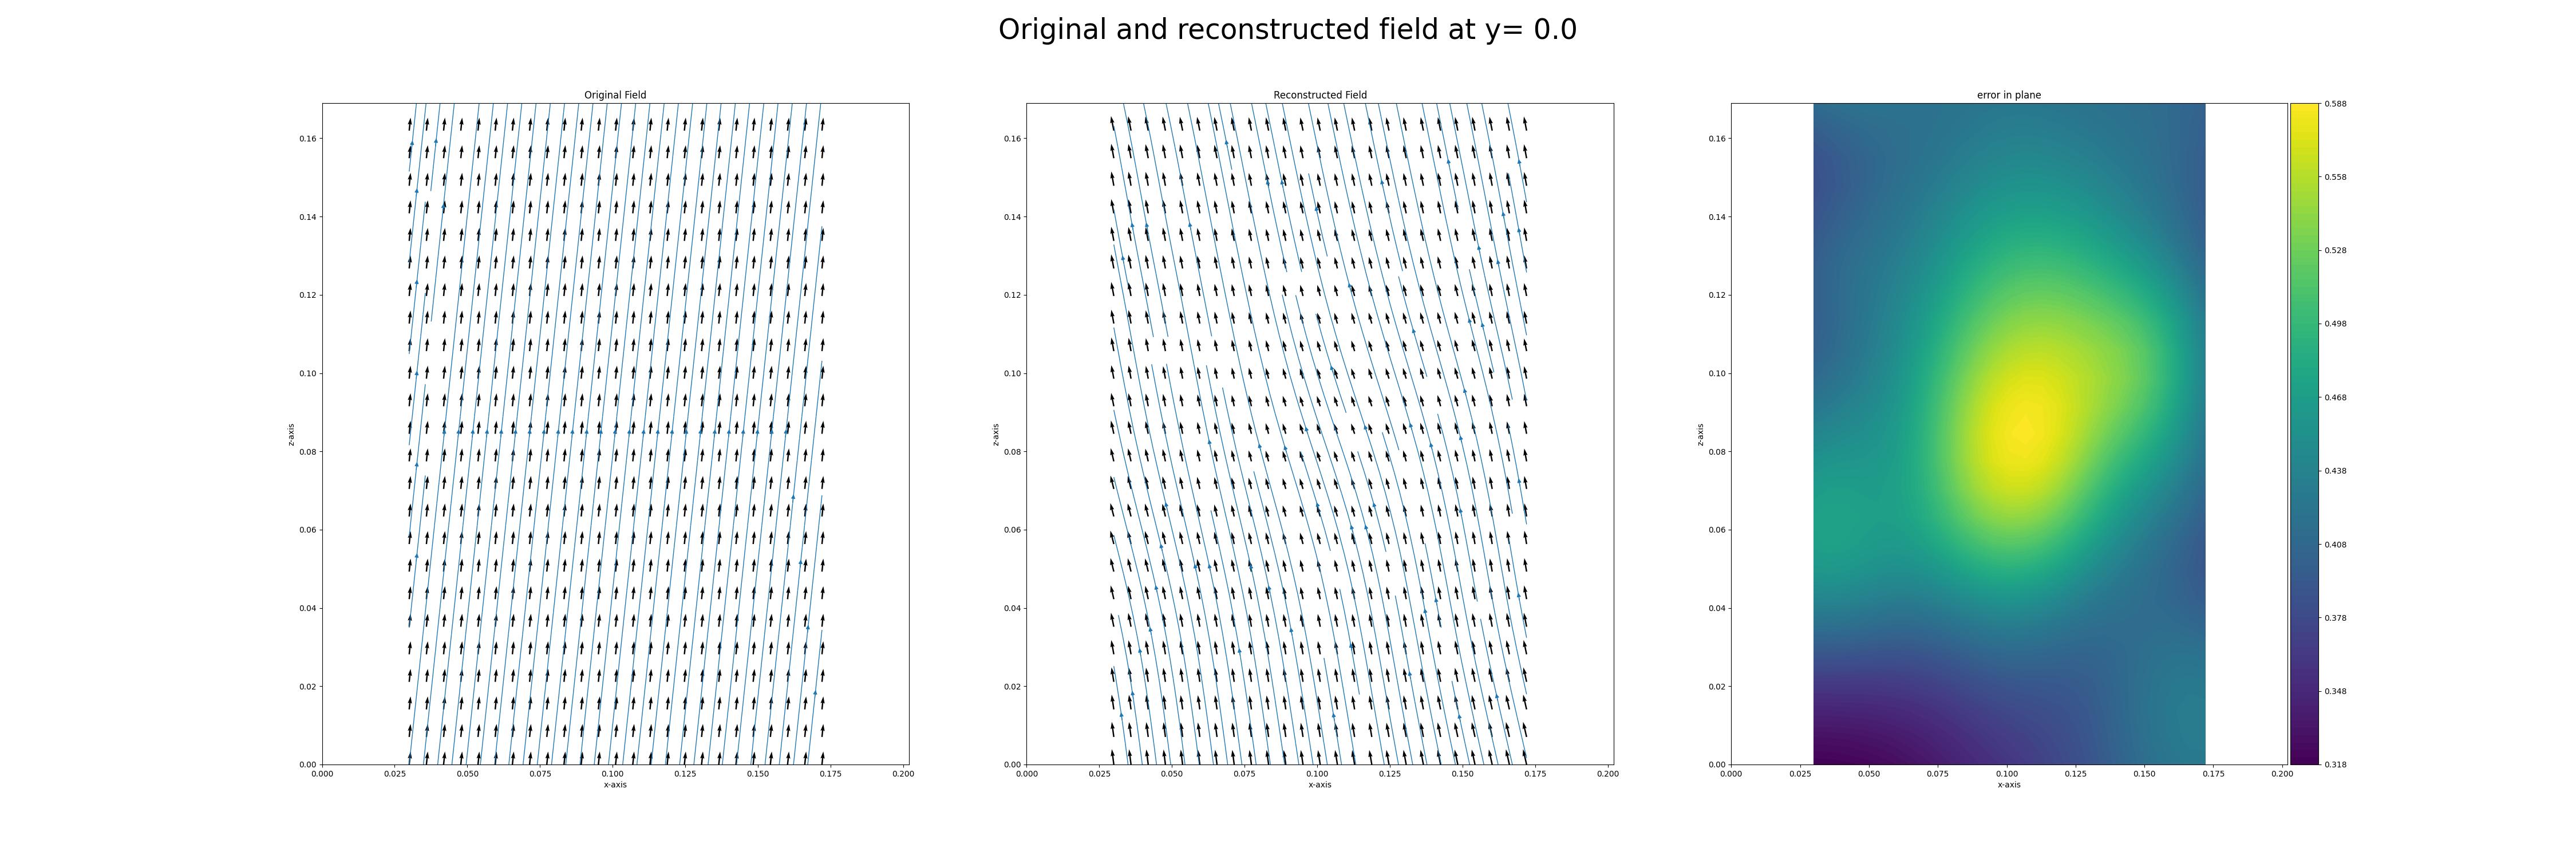 Original and reconstructed field at y= 0.0
Original Field
z-axis
0.16
0.14
0.12
0.10
0.08
0.06
0.04
0.02
0.00
0.000 0.025 0.050 0.075 0.100 0.125 0.150 0.175 0.200
x-axis
Reconstructed Field
z-axis
0.16
0.14
0.12
0.10
0.08
0.06
0.04
0.02
0.00
0.000 0.025 0.050 0.075 0.100 0.125 0.150 0.175 0.200
x-axis
error in plane
z-axis
0.16
0.14
0.12
0.10
0.08
0.06
0.04
0.02
0.00
0.000 0.025 0.050 0.075 0.100 0.125 0.150 0.175 0.200
x-axis
0.588
0.558
0.528
0.498
0.468
0.438
0.408
0.378
0.348
0.318